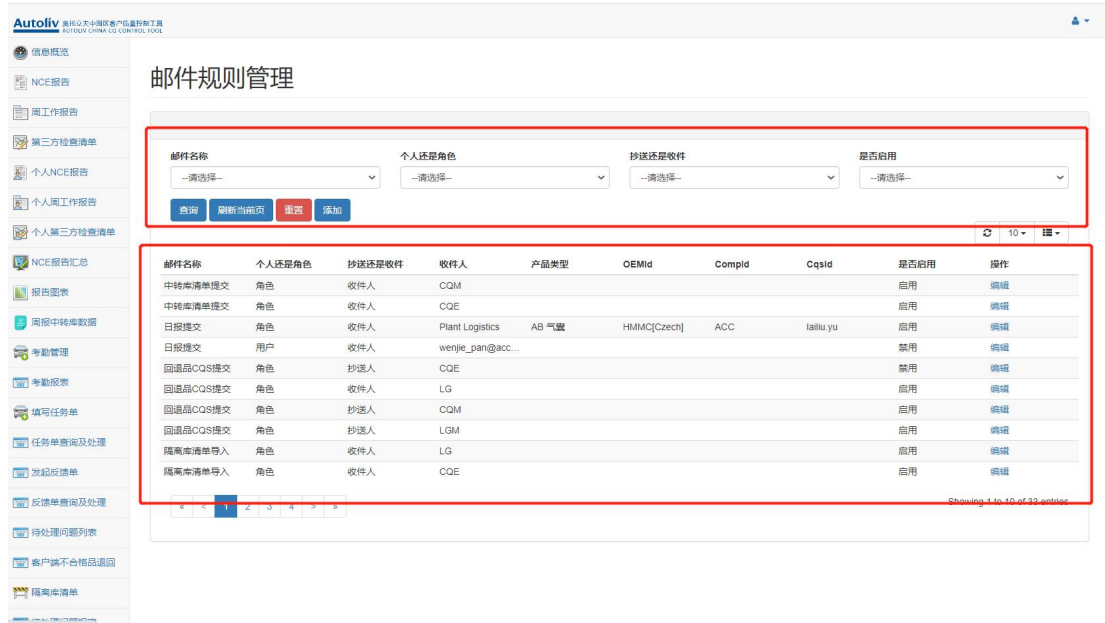 Autoliv 奥托立夫中国区客户质量控制工具
AUTOLIV CHINA CQ CONTROL TOOL
信息概览
NCE报告
周工作报告
第三方检查清单
个人NCE报告
个人周工作报告
个人第三方检查清单
NCE报告汇总
报告图表
周报中转库数据
考勤管理
考勤报表
填写任务单
任务单查询及处理
发起反馈单
反馈单查询及处理
待处理问题列表
客户端不合格品退回
隔离库清单
邮件规则管理
邮件名称 个人还是角色 抄送还是收件 是否启用
--请选择-- --请选择-- --请选择-- --请选择--
查询 刷新当前页 重置 添加
10
邮件名称 个人还是角色 抄送还是收件 收件人 产品类型 OEMId CompId CqsId 是否启用 操作
中转库清单提交 角色 收件人 CQM 启用 编辑
中转库清单提交 角色 收件人 CQE 启用 编辑
日报提交 角色 收件人 Plant Logistics AB 气囊 HMMC[Czech] ACC lailiu.yu 启用 编辑
日报提交 用户 收件人 wenjie_pan@acc... 禁用 编辑
回退品CQS提交 角色 抄送人 CQE 禁用 编辑
回退品CQS提交 角色 收件人 LG 启用 编辑
回退品CQS提交 角色 抄送人 CQM 启用 编辑
回退品CQS提交 角色 抄送人 LGM 启用 编辑
隔离库清单导入 角色 收件人 LG 启用 编辑
隔离库清单导入 角色 收件人 CQE 启用 编辑
« < 1 2 3 4 > »
Showing 1 to 10 of 33 entries